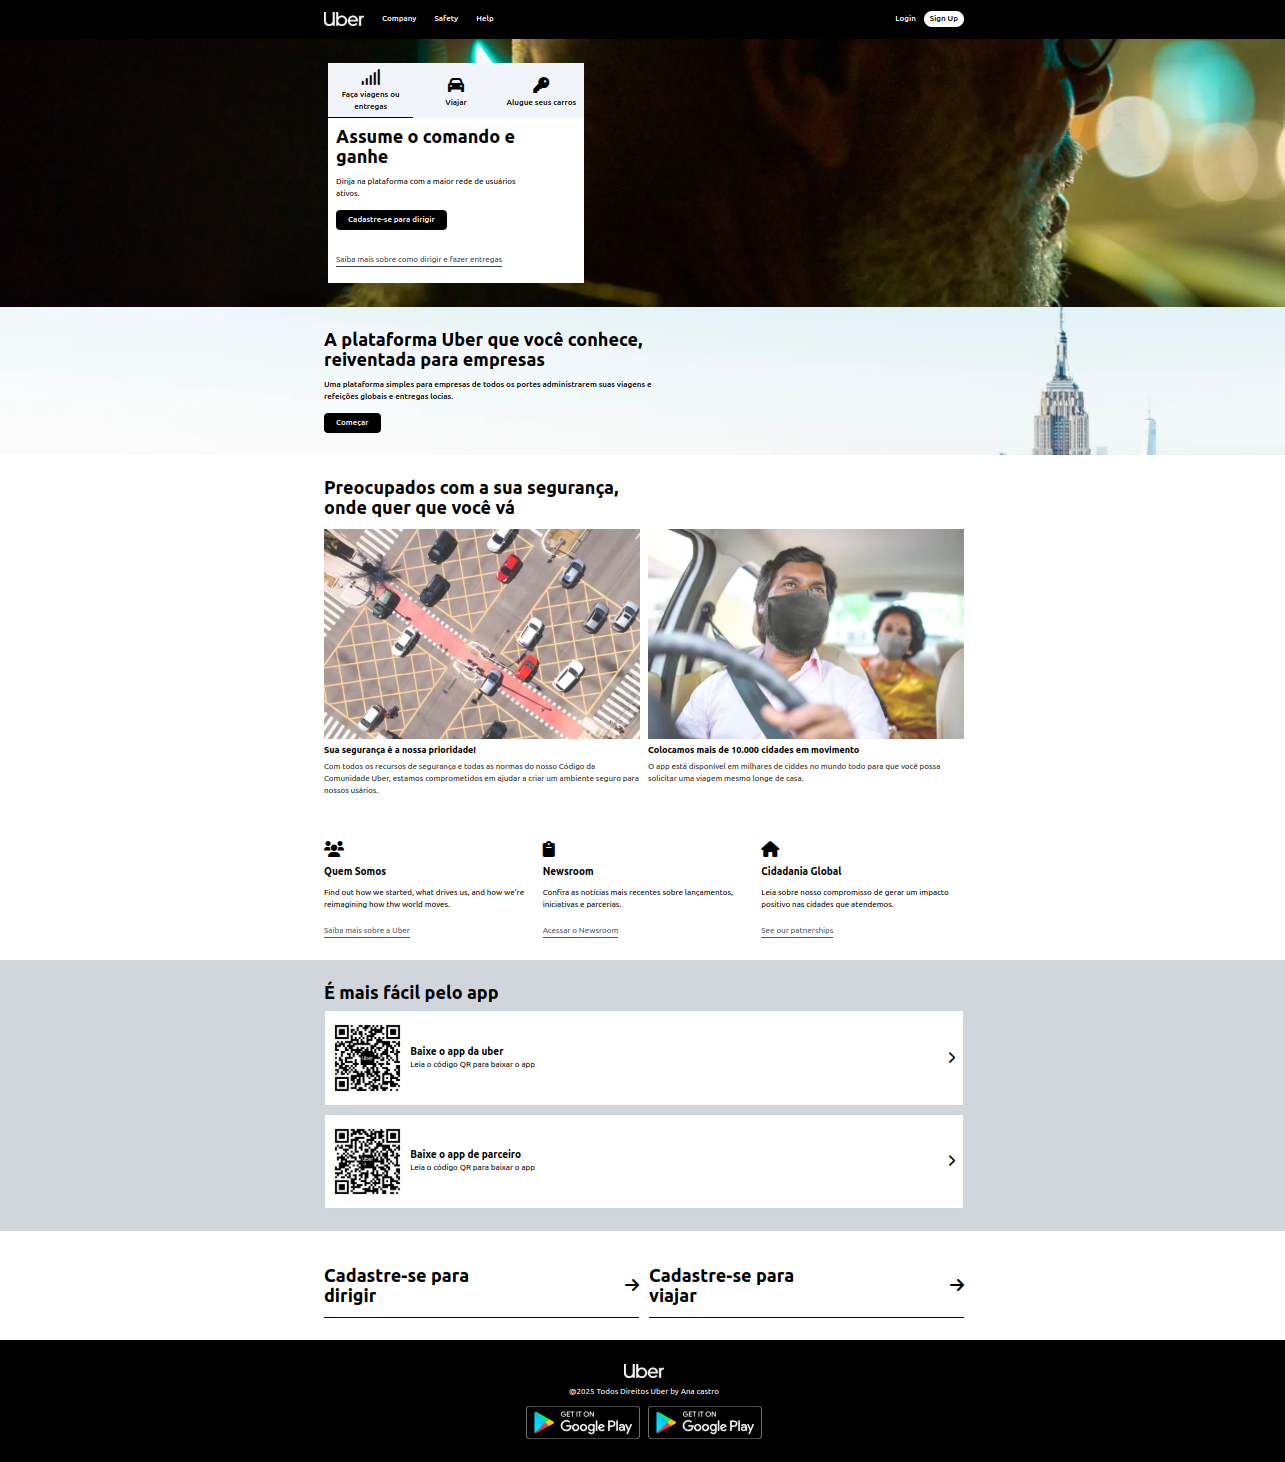 Uber Company Safety Help Login Sign Up
Faça viagens ou
entregas
Viajar
Alugue seus carros
Assume o comando e
ganhe
Dirija na plataforma com a maior rede de usuários
ativos.
Cadastre-se para dirigir
Saiba mais sobre como dirigir e fazer entregas
A plataforma Uber que você conhece,
reiventada para empresas
Uma plataforma simples para empresas de todos os portes administrarem suas viagens e
refeições globais e entregas locias.
Começar
Preocupados com a sua segurança,
onde quer que você vá
Sua segurança é a nossa prioridade!
Com todos os recursos de segurança e todas as normas do nosso Código da
Comunidade Uber, estamos comprometidos em ajudar a criar um ambiente seguro para
nossos usários.
Colocamos mais de 10.000 cidades em movimento
O app está disponível em milhares de ciddes no mundo todo para que você possa
solicitar uma viagem mesmo longe de casa.
Quem Somos
Find out how we started, what drives us, and how we're
reimagining how thw world moves.
Saiba mais sobre a Uber
Newsroom
Confira as notícias mais recentes sobre lançamentos,
iniciativas e parcerias.
Acessar o Newsroom
Cidadania Global
Leia sobre nosso compromisso de gerar um impacto
positivo nas cidades que atendemos.
See our patnerships
É mais fácil pelo app
Uber
Baixe o app da uber
Leia o código QR para baixar o app
Uber
Baixe o app de parceiro
Leia o código QR para baixar o app
Cadastre-se para
dirigir
Cadastre-se para
viajar
Uber
@2025 Todos Direitos Uber by Ana castro
GET IT ON
Google Play
GET IT ON
Google Play